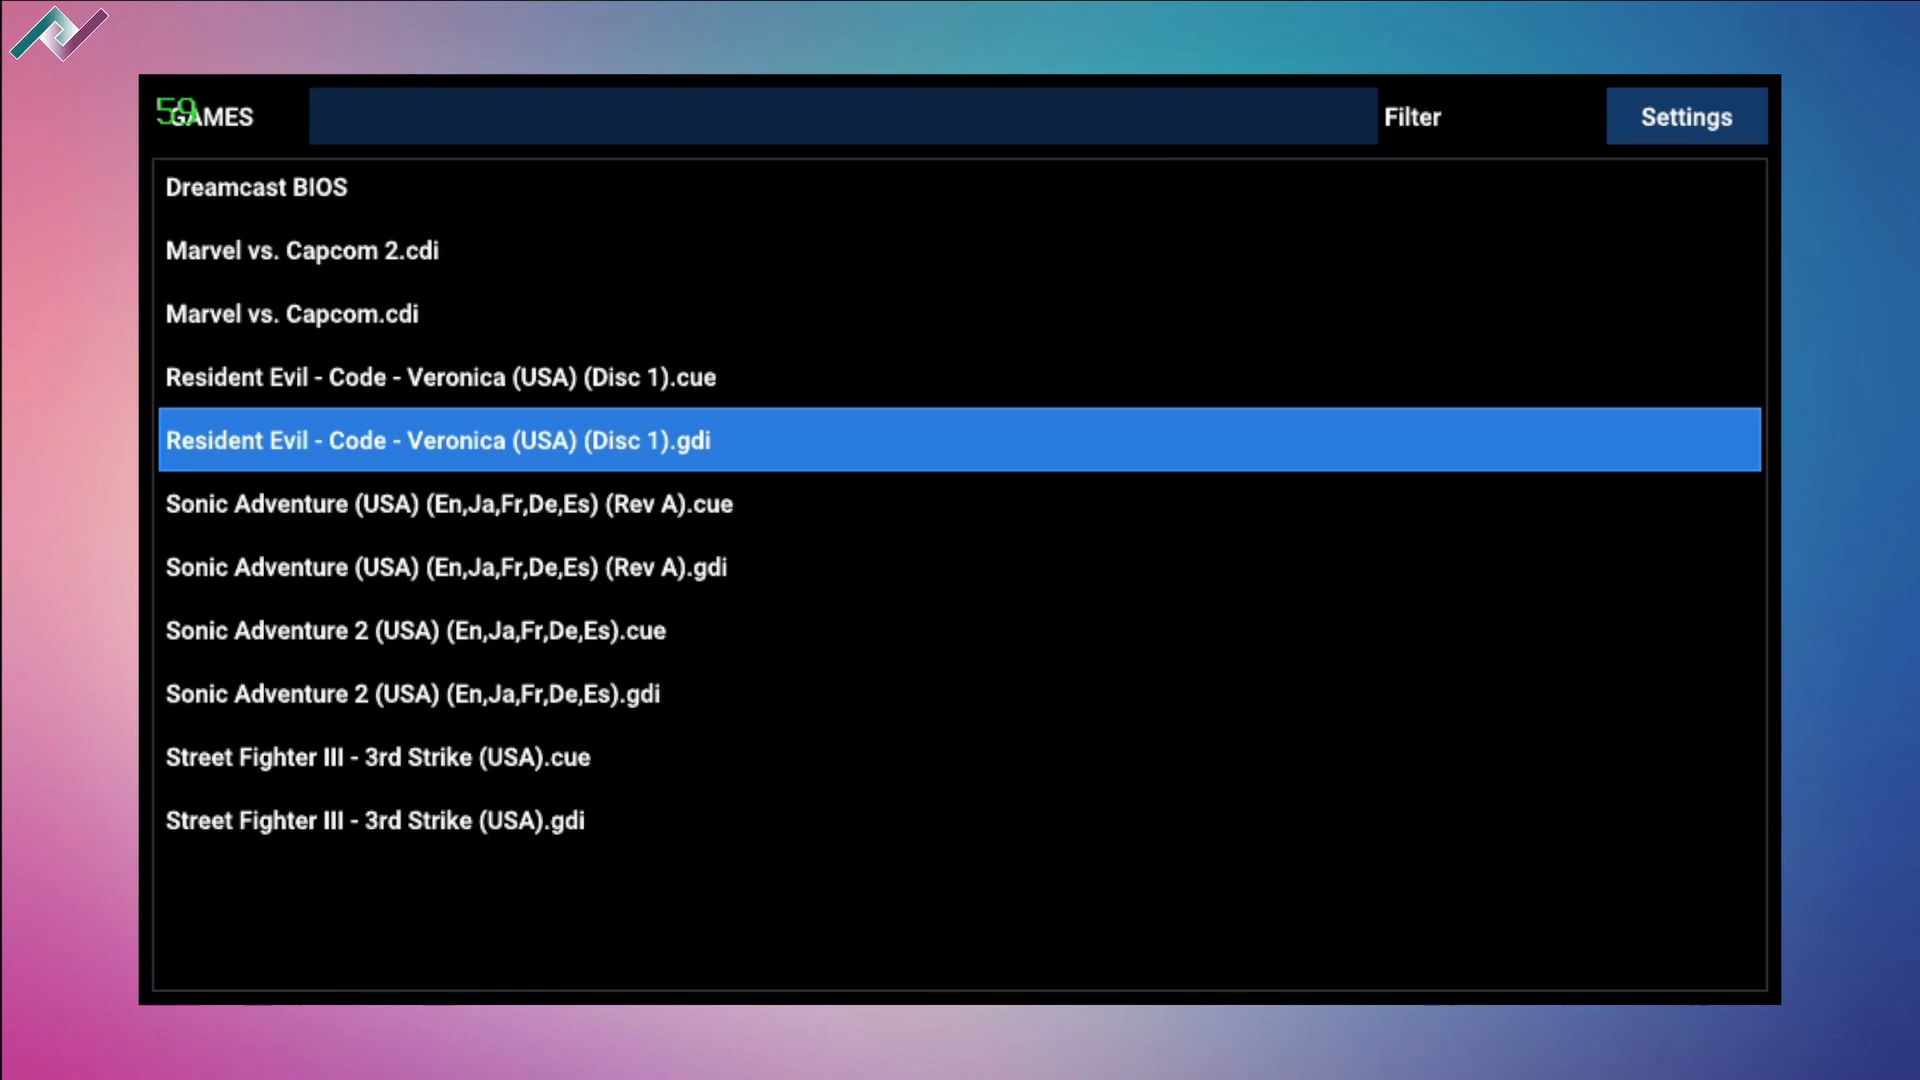 59
GAMES
Filter
Settings
Dreamcast BIOS
Marvel vs. Capcom 2.cdi
Marvel vs. Capcom.cdi
Resident Evil - Code - Veronica (USA) (Disc 1).cue
Resident Evil - Code - Veronica (USA) (Disc 1).gdi
Sonic Adventure (USA) (En,Ja,Fr,De,Es) (Rev A).cue
Sonic Adventure (USA) (En,Ja,Fr,De,Es) (Rev A).gdi
Sonic Adventure 2 (USA) (En,Ja,Fr,De,Es).cue
Sonic Adventure 2 (USA) (En,Ja,Fr,De,Es).gdi
Street Fighter III - 3rd Strike (USA).cue
Street Fighter III - 3rd Strike (USA).gdi